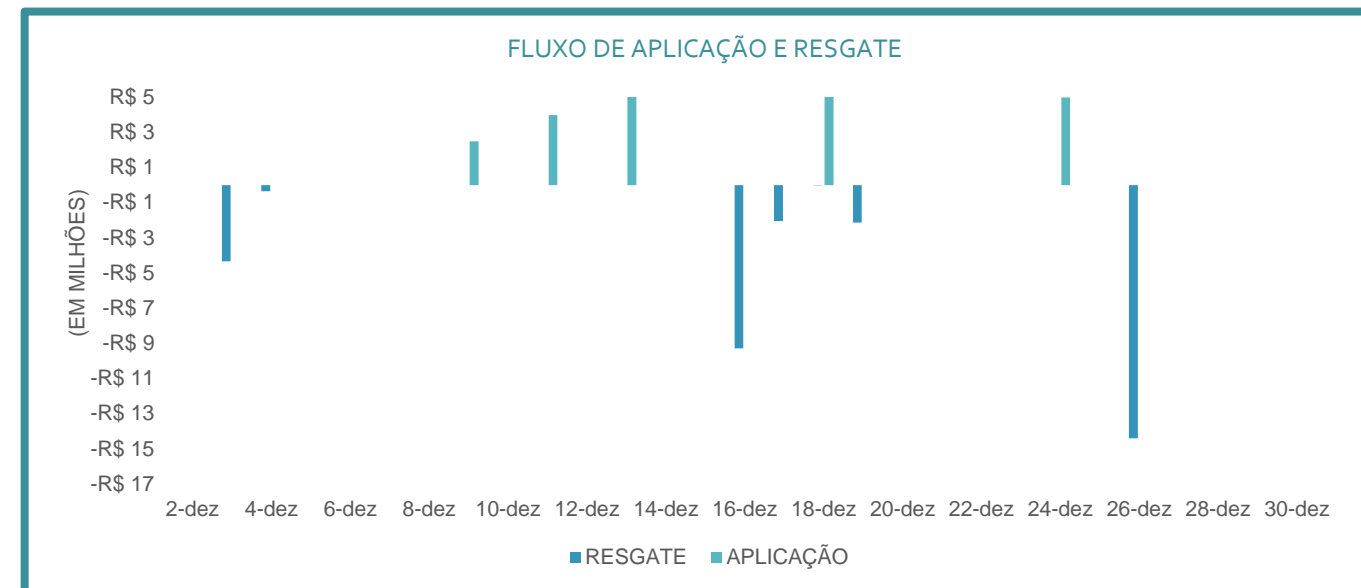 FLUXO DE APLICAÇÃO E RESGATE
(EM MILHÕES)
R$ 5
R$ 3
R$ 1
-R$ 1
-R$ 3
-R$ 5
-R$ 7
-R$ 9
-R$ 11
-R$ 13
-R$ 15
-R$ 17
2-dez 4-dez 6-dez 8-dez 10-dez 12-dez 14-dez 16-dez 18-dez 20-dez 22-dez 24-dez 26-dez 28-dez 30-dez
RESGATE APLICAÇÃO